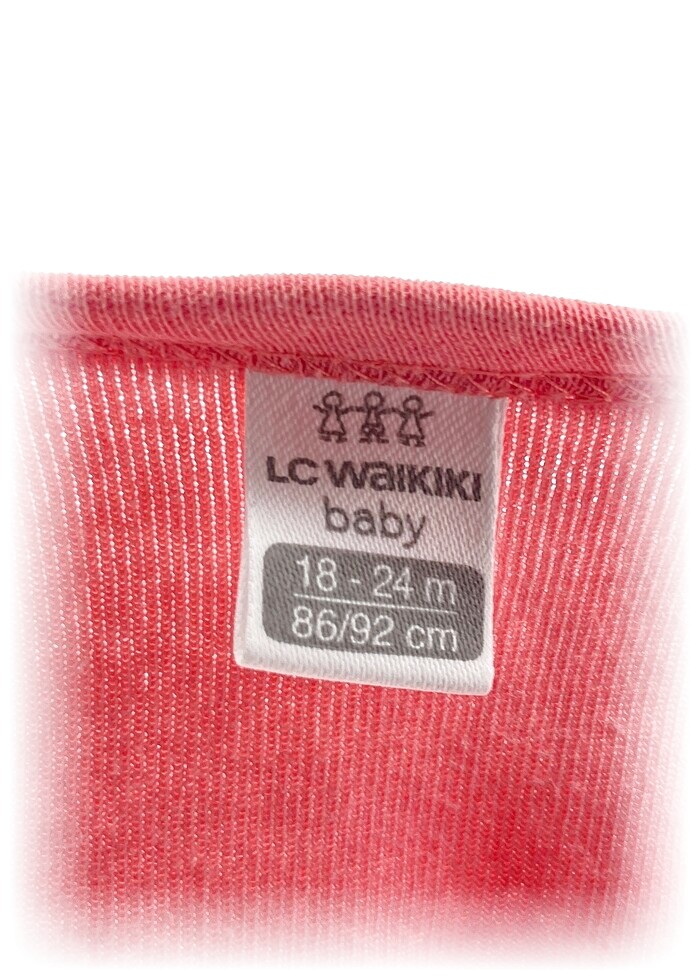 LC WAIKIKI
baby
18 - 24 m
86/92 cm